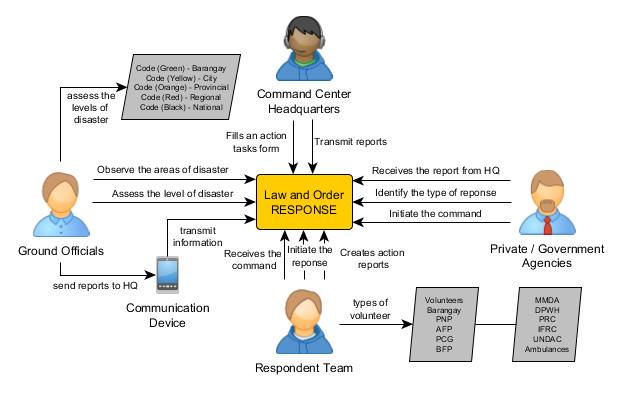 Code (Green) - Barangay
Code (Yellow) - City
Code (Orange) - Provincial
Code (Red) - Regional
Code (Black) - National
assess the
levels of
disaster
Command Center
Headquarters
Fills an action
tasks form
Transmit reports
Observe the areas of disaster
Assess the level of disaster
Law and Order
RESPONSE
Receives the report from HQ
Identify the type of reponse
Initiate the command
Ground Officials
transmit
information
send reports to HQ
Communication
Device
Receives the
command
Initiate the
reponse
Creates action
reports
Private / Government
Agencies
Respondent Team
types of
volunteer
Volunteers
Barangay
PNP
AFP
PCG
BFP
MMDA
DPWH
PRC
IFRC
UNDAC
Ambulances